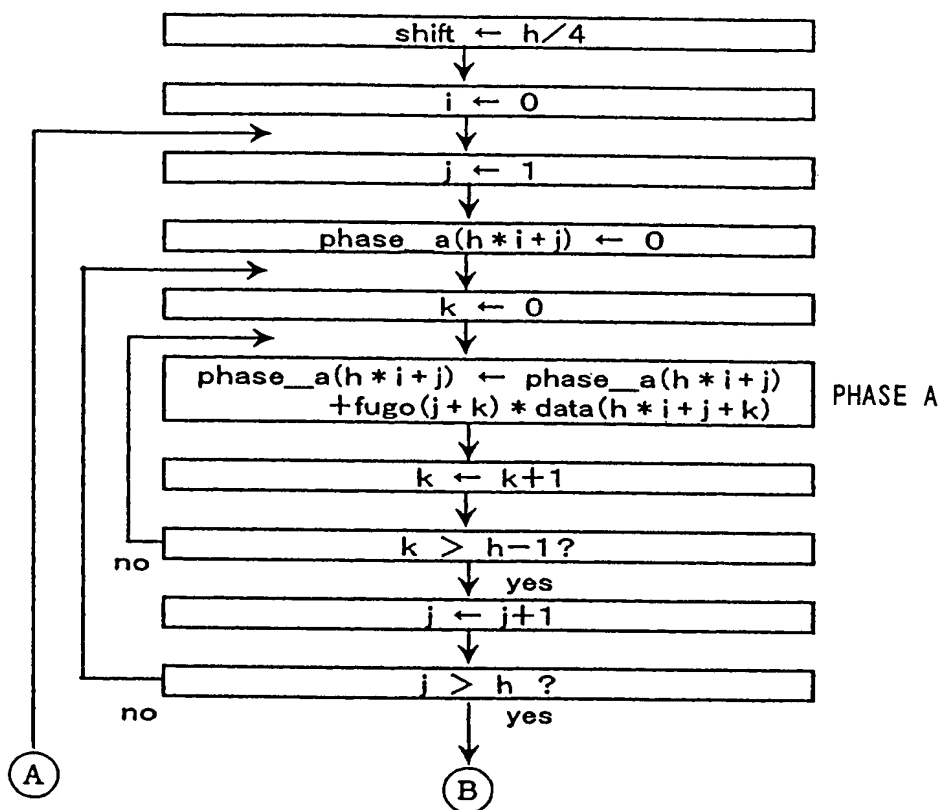 shift ← h/4
i ← 0
j ← 1
phase_a(h*i+j) ← 0
k ← 0
phase_a(h*i+j) ← phase_a(h*i+j)
+fugo(j+k)*data(h*i+j+k)
PHASE A
k ← k+1
k > h-1?
no
yes
j ← j+1
j > h ?
no
yes
A
B